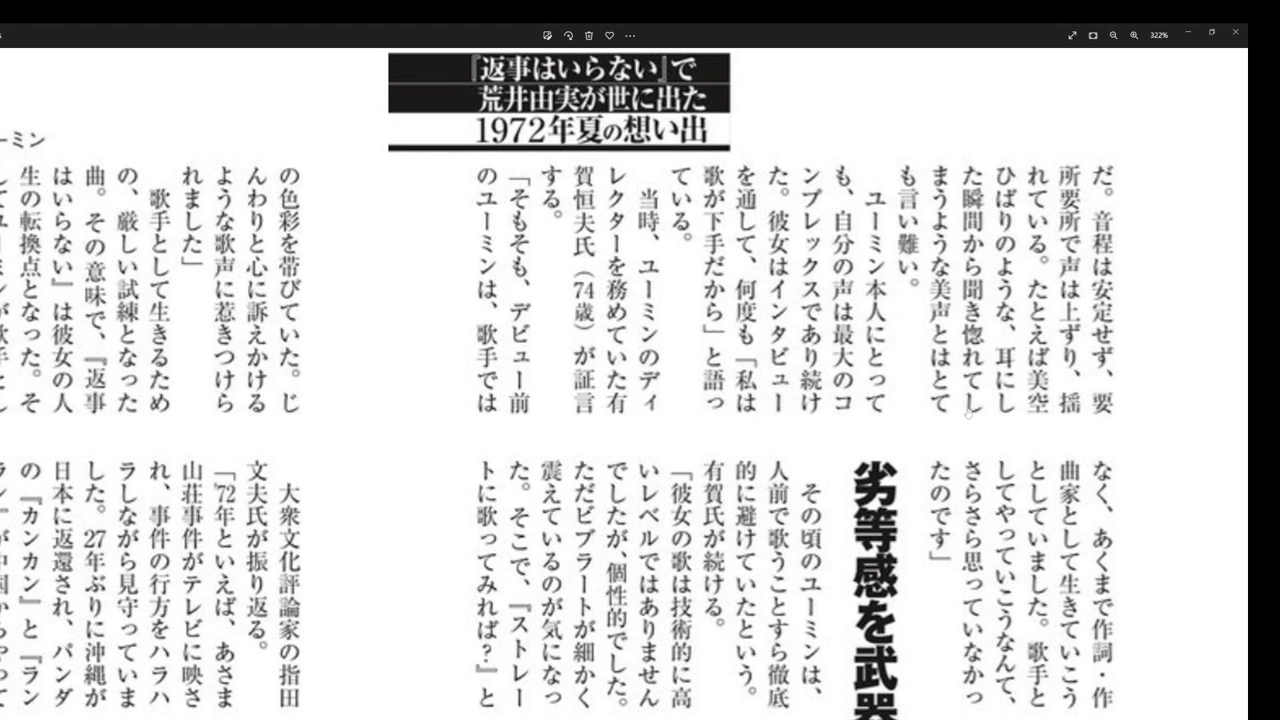 322%
『返事はいらない』で
荒井由実が世に出た
1972年夏の想い出
ーミン
だ。音程は安定せず、要
所要所で声は上ずり、揺
れている。たとえば美空
ひばりのような、耳にし
た瞬間から聞き惚れてし
まうような美声とはとて
も言い難い。
ユーミン本人にとって
も、自分の声は最大のコ
ンプレックスであり続け
た。彼女はインタビュー
を通して、何度も「私は
歌が下手だから」と語っ
ている。
当時、ユーミンのディ
レクターを務めていた有
賀恒夫氏（74歳）が証言
する。
「そもそも、デビュー前
のユーミンは、歌手では
なく、あくまで作詞・作
曲家として生きていこう
としていました。歌手と
してやっていこうなんて、
さらさら思っていなかっ
たのです」
劣等感を武器
その頃のユーミンは、
人前で歌うことすら徹底
的に避けていたという。
有賀氏が続ける。
「彼女の歌は技術的に高
いレベルではありません
でしたが、個性的でした。
ただビブラートが細かく
震えているのが気になっ
た。そこで、『ストレー
トに歌ってみれば？』と
の色彩を帯びていた。じ
んわりと心に訴えかける
ような歌声に惹きつけら
れました」
歌手として生きるため
の、厳しい試練となった
曲。その意味で、『返事
はいらない』は彼女の人
生の転換点となった。そ
してユーミンが歌手とし
大衆文化評論家の指田
文夫氏が振り返る。
「'72年といえば、あさま
山荘事件がテレビに映さ
れ、事件の行方をハラハ
ラしながら見守っていま
した。27年ぶりに沖縄が
日本に返還され、パンダ
の『カンカン』と『ラン